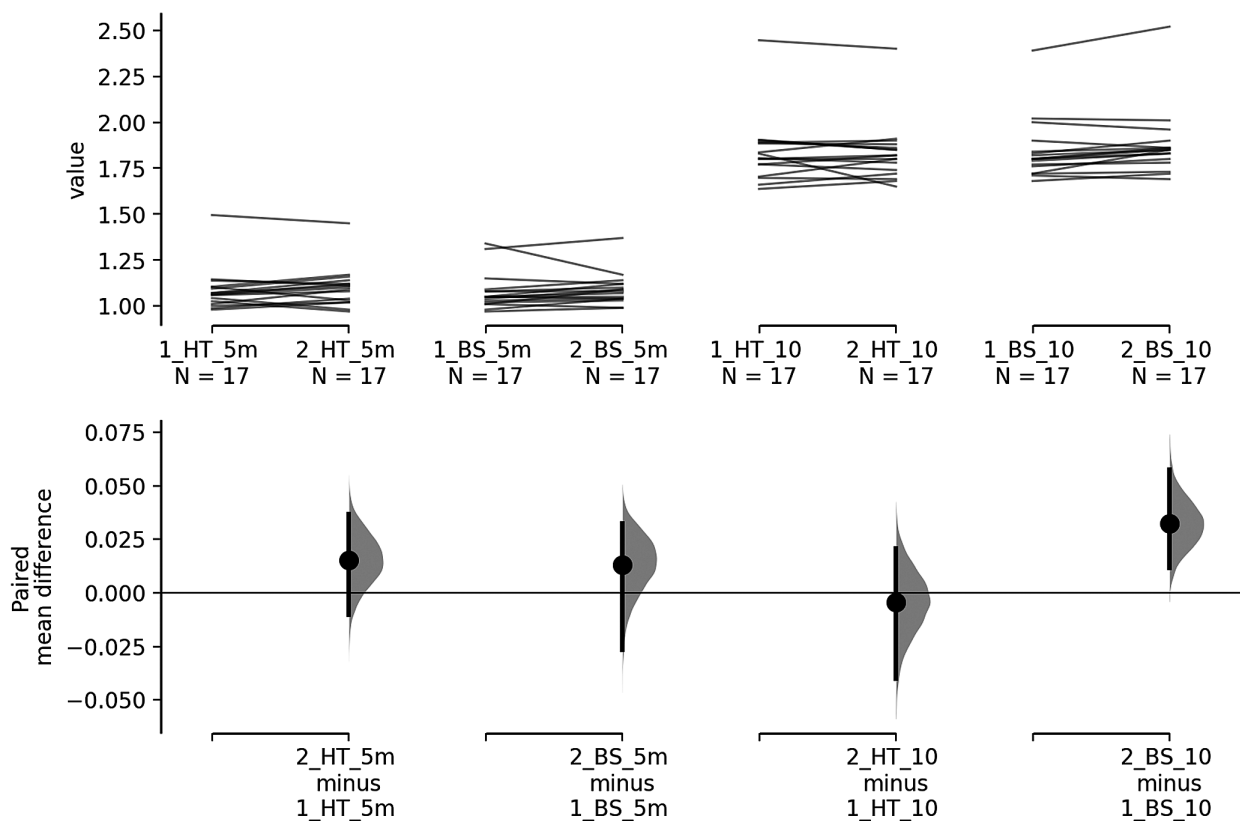 2.50
2.25
2.00
1.75
1.50
1.25
1.00
value
1_HT_5m 2_HT_5m 1_BS_5m 2_BS_5m 1_HT_10 2_HT_10 1_BS_10 2_BS_10
N = 17 N = 17 N = 17 N = 17 N = 17 N = 17 N = 17 N = 17
0.075
0.050
0.025
0.000
−0.025
−0.050
Paired
mean difference
2_HT_5m 2_BS_5m 2_HT_10 2_BS_10
minus minus minus minus
1_HT_5m 1_BS_5m 1_HT_10 1_BS_10